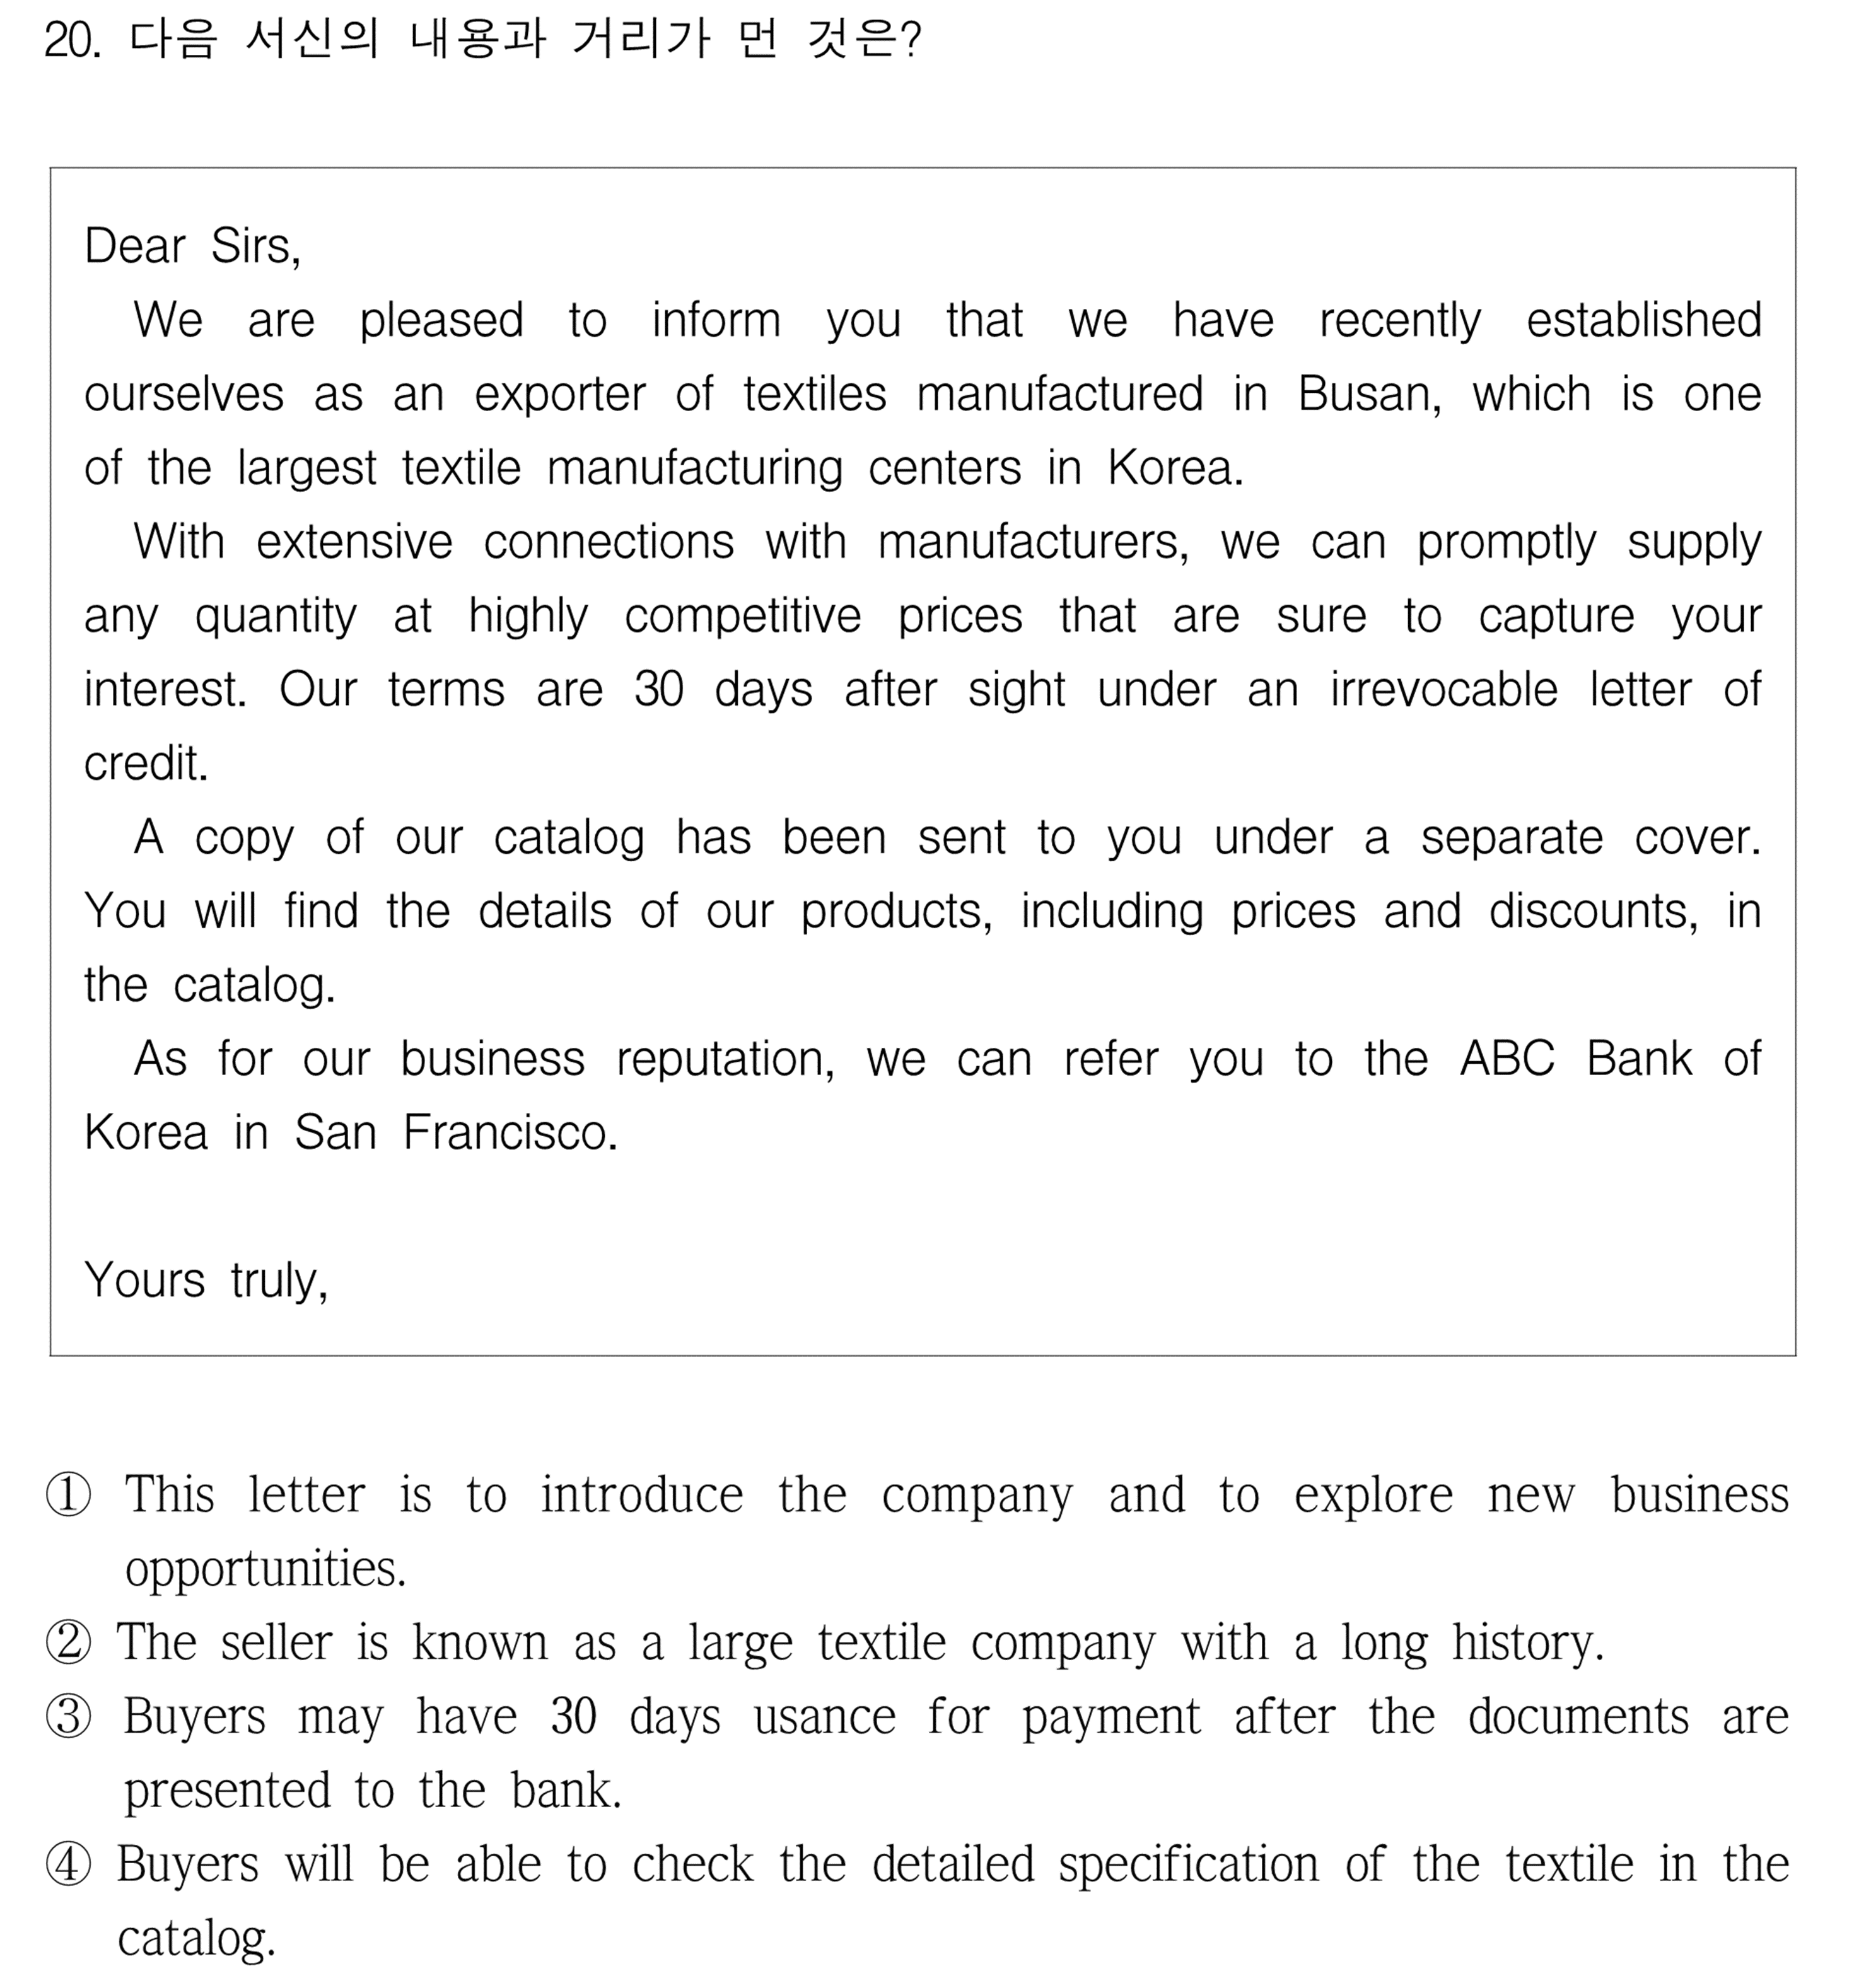 20. 다음 서신의 내용과 거리가 먼 것은?
Dear Sirs,
We are pleased to inform you that we have recently established
ourselves as an exporter of textiles manufactured in Busan, which is one
of the largest textile manufacturing centers in Korea.
With extensive connections with manufacturers, we can promptly supply
any quantity at highly competitive prices that are sure to capture your
interest. Our terms are 30 days after sight under an irrevocable letter of
credit.
A copy of our catalog has been sent to you under a separate cover.
You will find the details of our products, including prices and discounts, in
the catalog.
As for our business reputation, we can refer you to the ABC Bank of
Korea in San Francisco.
Yours truly,
① This letter is to introduce the company and to explore new business
opportunities.
② The seller is known as a large textile company with a long history.
③ Buyers may have 30 days usance for payment after the documents are
presented to the bank.
④ Buyers will be able to check the detailed specification of the textile in the
catalog.